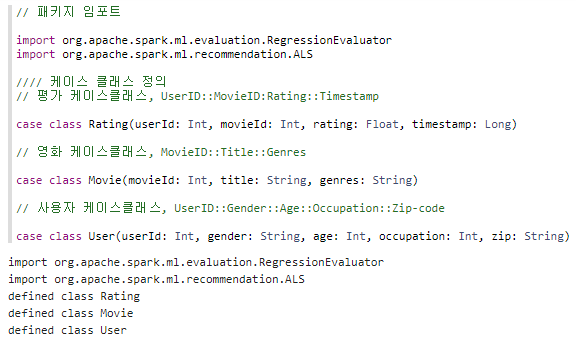 // 패키지 임포트
import org.apache.spark.ml.evaluation.RegressionEvaluator
import org.apache.spark.ml.recommendation.ALS
//// 케이스 클래스 정의
// 평가 케이스클래스, UserID::MovieID:Rating::Timestamp
case class Rating(userId: Int, movieId: Int, rating: Float, timestamp: Long)
// 영화 케이스클래스, MovieID::Title::Genres
case class Movie(movieId: Int, title: String, genres: String)
// 사용자 케이스클래스, UserID::Gender::Age::Occupation::Zip-code
case class User(userId: Int, gender: String, age: Int, occupation: Int, zip: String)
import org.apache.spark.ml.evaluation.RegressionEvaluator
import org.apache.spark.ml.recommendation.ALS
defined class Rating
defined class Movie
defined class User